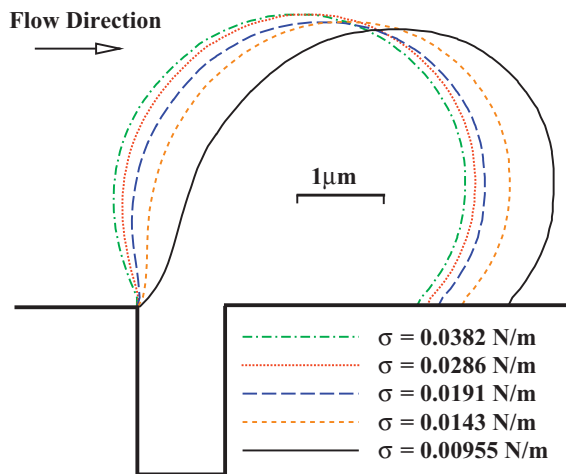 Flow Direction
1μm
σ = 0.0382 N/m
σ = 0.0286 N/m
σ = 0.0191 N/m
σ = 0.0143 N/m
σ = 0.00955 N/m